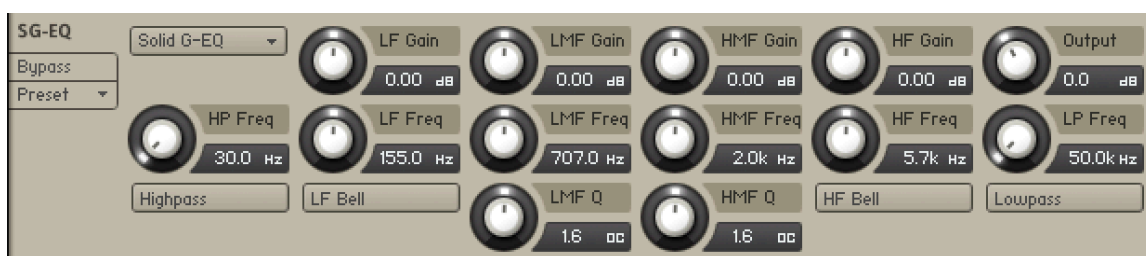 SG-EQ
Solid G-EQ
LF Gain
LMF Gain
HMF Gain
HF Gain
Output
Bypass
0.00 dB
0.00 dB
0.00 dB
0.00 dB
0.0 dB
Preset
HP Freq
LF Freq
LMF Freq
HMF Freq
HF Freq
LP Freq
30.0 Hz
155.0 Hz
707.0 Hz
2.0k Hz
5.7k Hz
50.0k Hz
Highpass
LF Bell
LMF Q
HMF Q
HF Bell
Lowpass
1.6 oc
1.6 oc